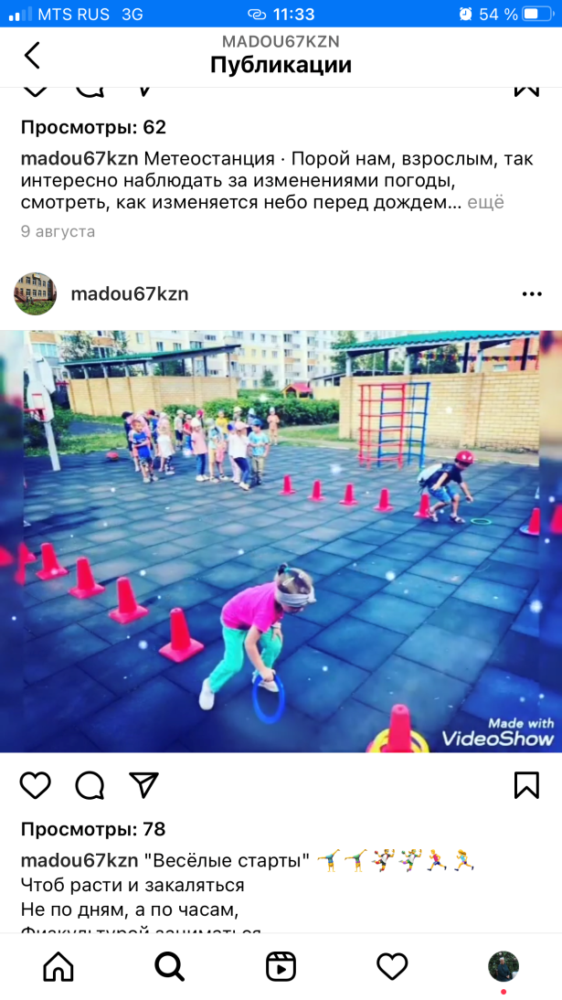 MTS RUS 3G 11:33 54 %
MADOU67KZN
Публикации
Просмотры: 62
madou67kzn Метеостанция · Порой нам, взрослым, так
интересно наблюдать за изменениями погоды,
смотреть, как изменяется небо перед дождем... ещё
9 августа
madou67kzn
Made with
VideoShow
Просмотры: 78
madou67kzn "Весёлые старты"
Чтоб расти и закаляться
Не по дням, а по часам,
Физкультурой заниматься